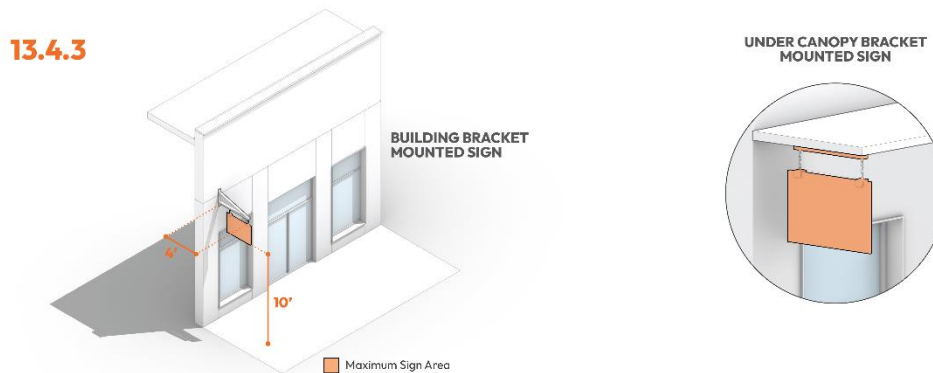 13.4.3
BUILDING BRACKET
MOUNTED SIGN
4'
10'
Maximum Sign Area
UNDER CANOPY BRACKET
MOUNTED SIGN